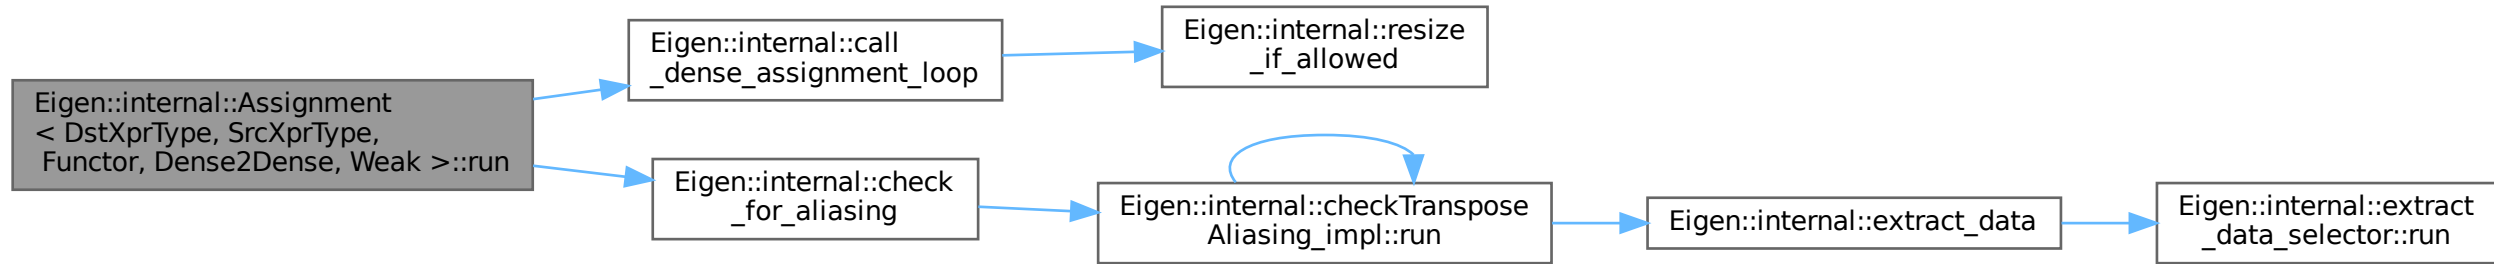 Eigen::internal::Assignment
< DstXprType, SrcXprType,
Functor, Dense2Dense, Weak >::run
Eigen::internal::call
_dense_assignment_loop
Eigen::internal::resize
_if_allowed
Eigen::internal::check
_for_aliasing
Eigen::internal::checkTranspose
Aliasing_impl::run
Eigen::internal::extract_data
Eigen::internal::extract
_data_selector::run